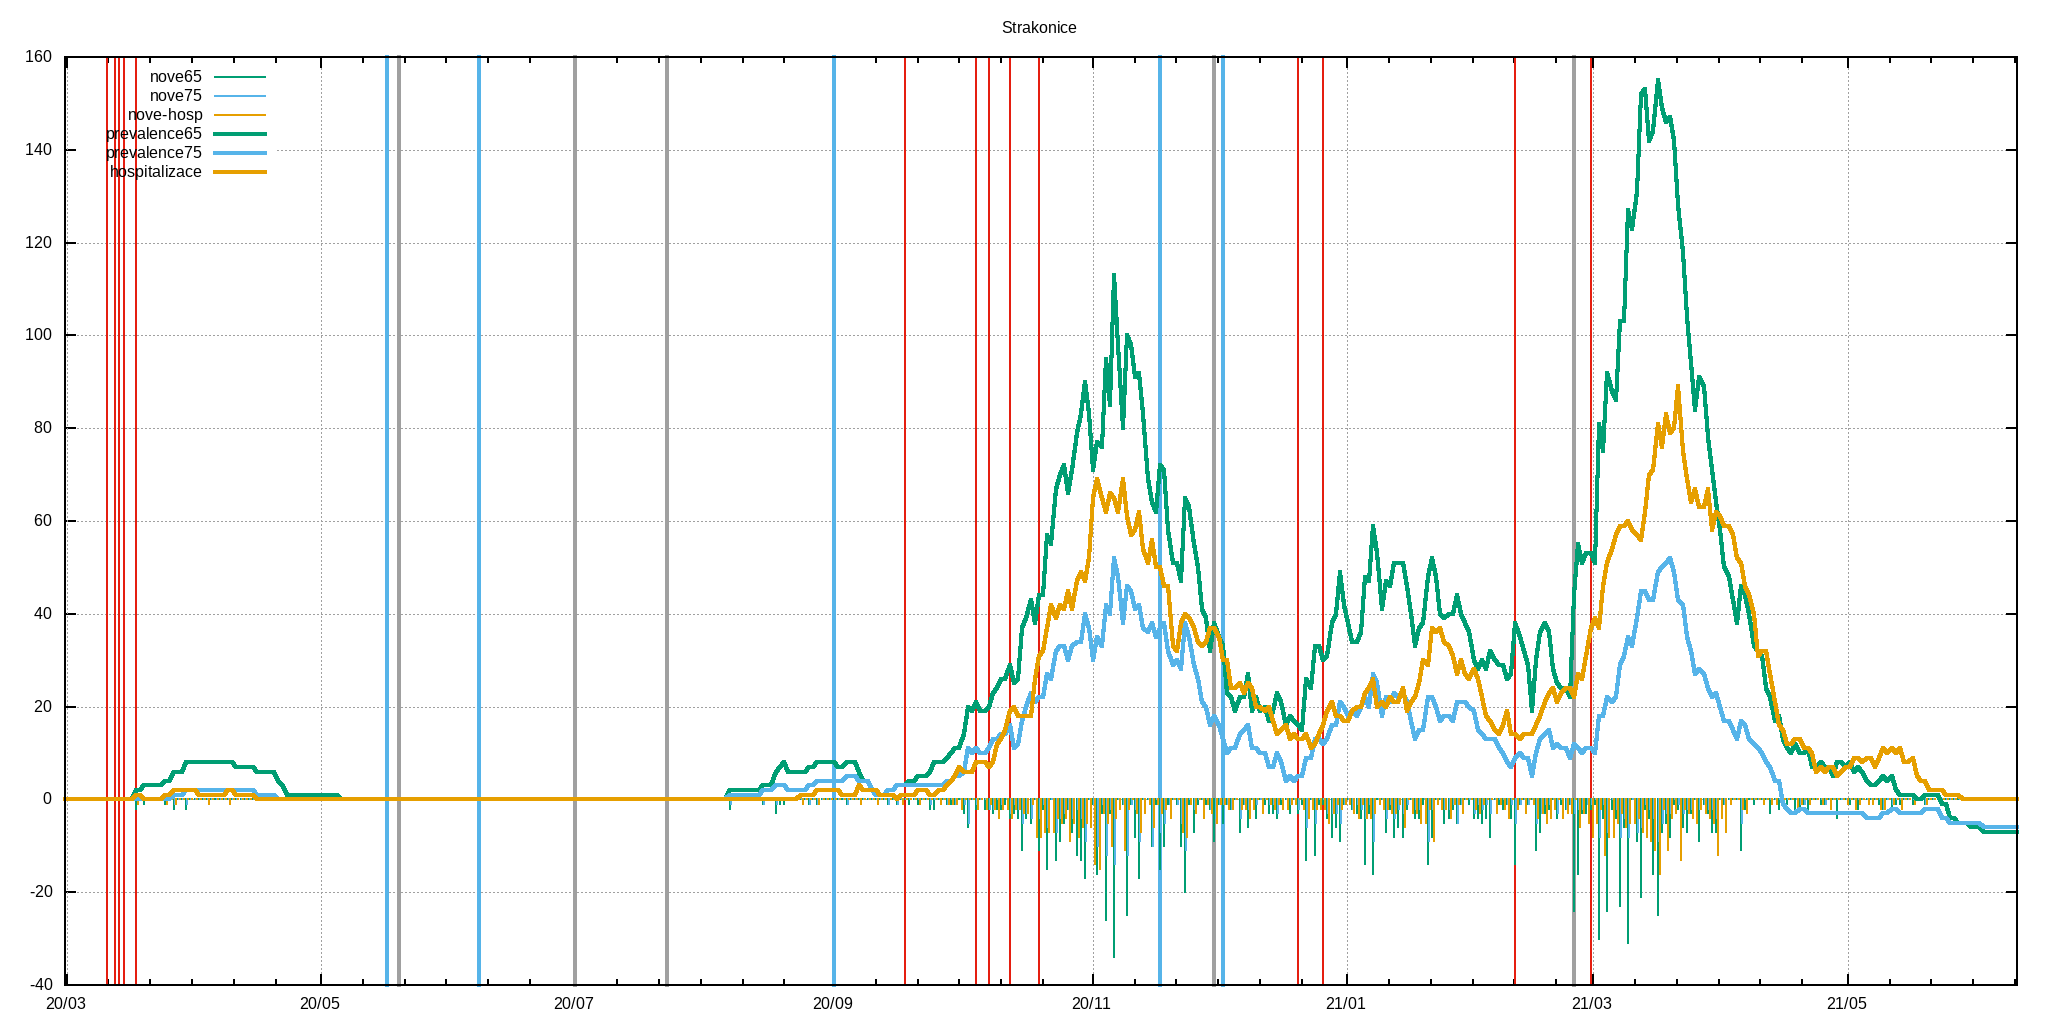 Strakonice
160
140
120
100
80
60
40
20
0
-20
-40
nove65
nove75
nove-hosp
prevalence65
prevalence75
hospitalizace
20/03 20/05 20/07 20/09 20/11 21/01 21/03 21/05